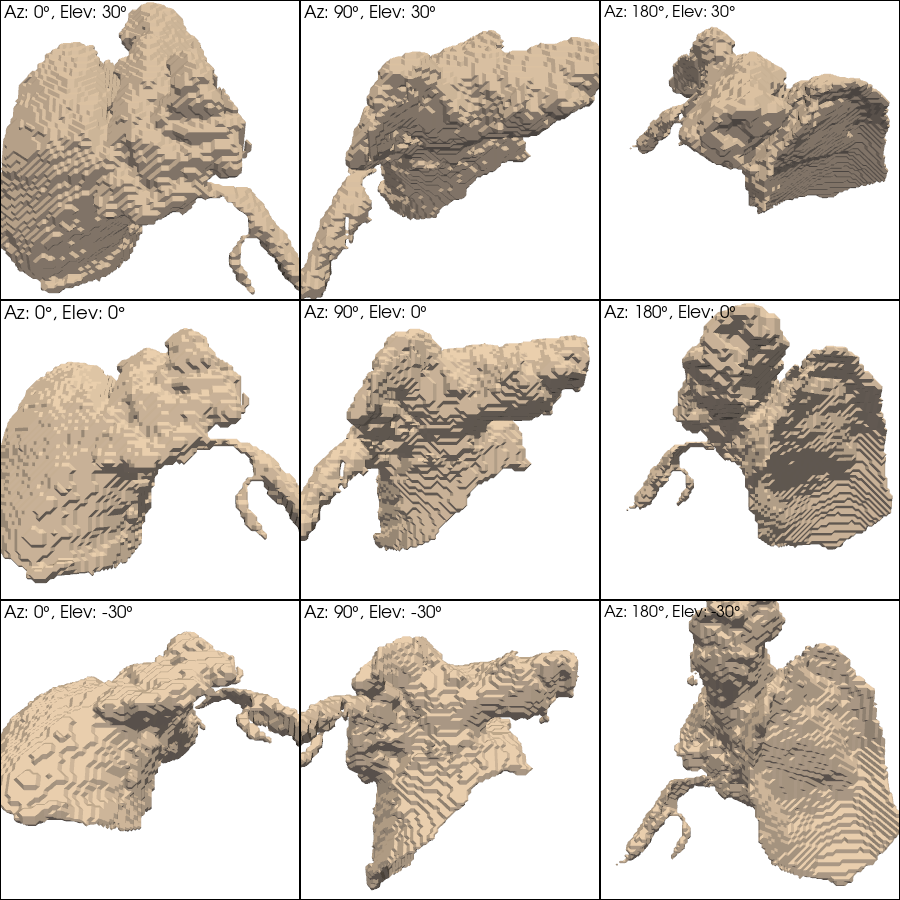 Az: 0°, Elev: 30°
Az: 90°, Elev: 30°
Az: 180°, Elev: 30°
Az: 0°, Elev: 0°
Az: 90°, Elev: 0°
Az: 180°, Elev: 0°
Az: 0°, Elev: -30°
Az: 90°, Elev: -30°
Az: 180°, Elev: -30°